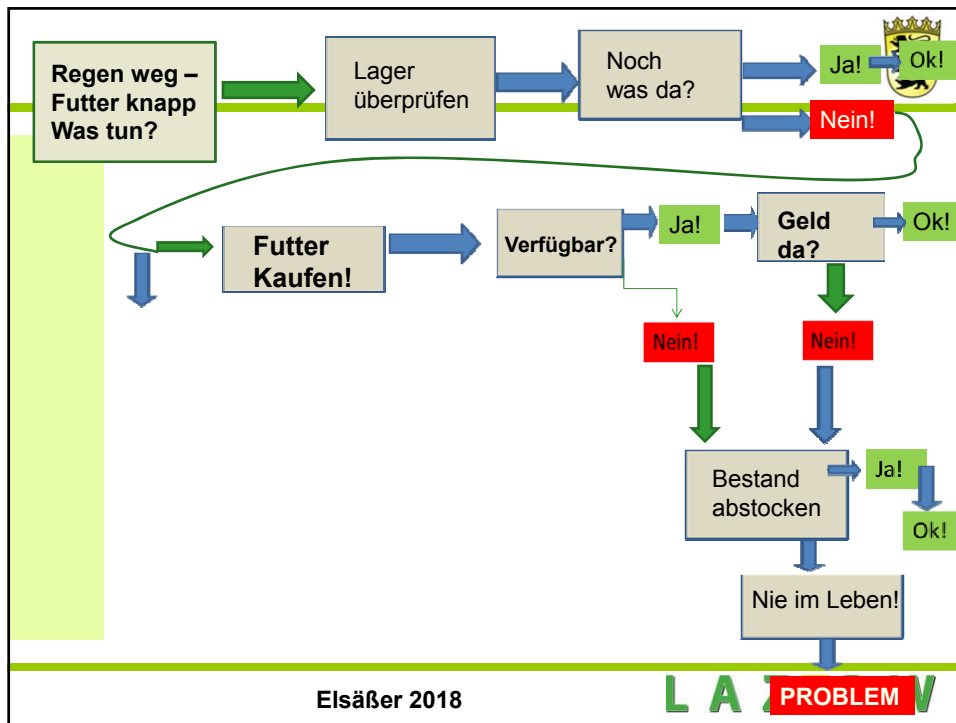 Regen weg –
Futter knapp
Was tun?
Lager
überprüfen
Noch
was da?
Ja!
Ok!
Nein!
Futter
Kaufen!
Verfügbar?
Ja!
Geld
da?
Ok!
Nein!
Nein!
Bestand
abstocken
Ja!
Ok!
Nie im Leben!
Elsäßer 2018
L A Z
W
PROBLEM